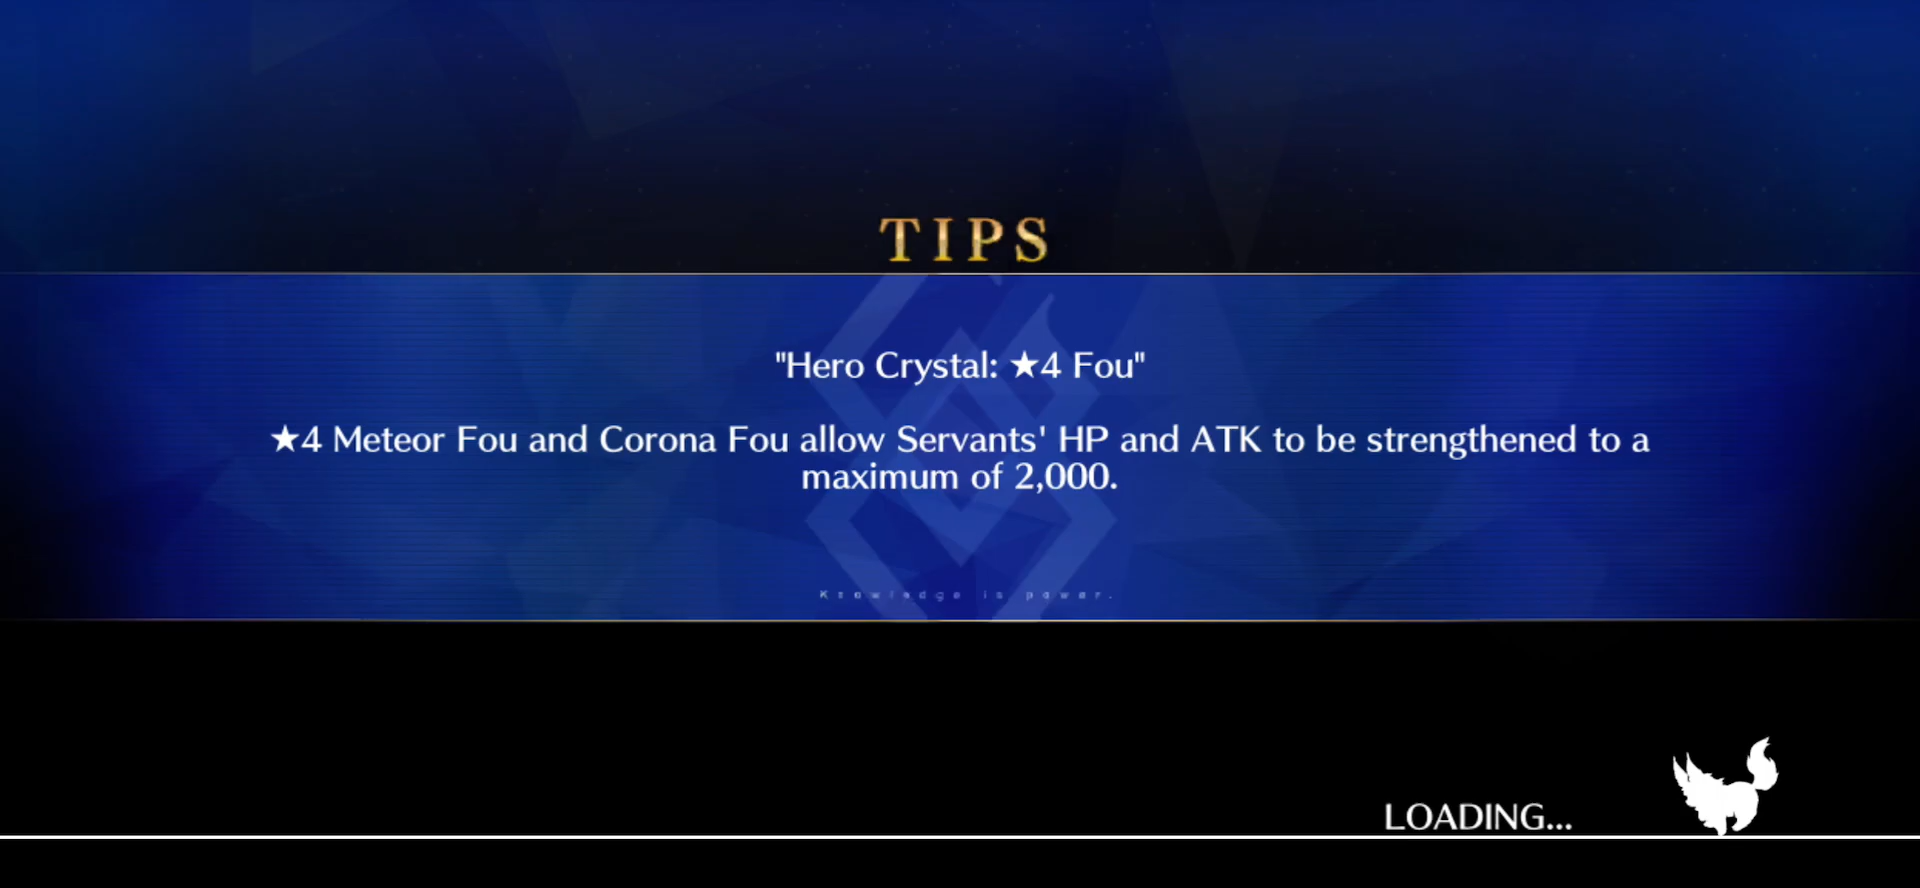 TIPS
"Hero Crystal: ★4 Fou"
★4 Meteor Fou and Corona Fou allow Servants' HP and ATK to be strengthened to a
maximum of 2,000.
Knowledge is power.
LOADING...